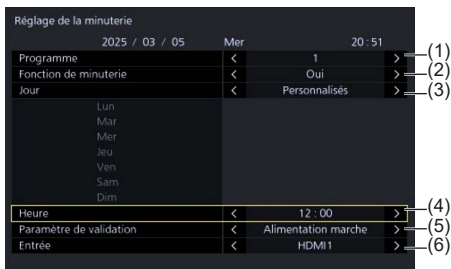 Réglage de la minuterie
2025 / 03 / 05 Mer 20 : 51
Programme < 1 > (1)
Fonction de minuterie < Oui > (2)
Jour < Personnalisés > (3)
Lun
Mar
Mer
Jeu
Ven
Sam
Dim
Heure < 12 : 00 > (4)
Paramètre de validation < Alimentation marche > (5)
Entrée < HDMI1 > (6)